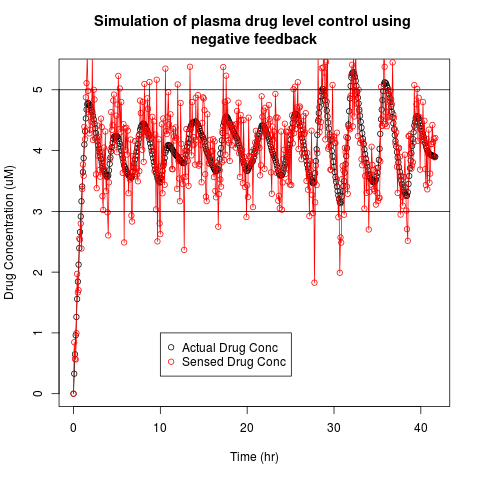 Simulation of plasma drug level control using
negative feedback
Drug Concentration (uM)
5
4
3
2
1
0
Actual Drug Conc
Sensed Drug Conc
0 10 20 30 40
Time (hr)